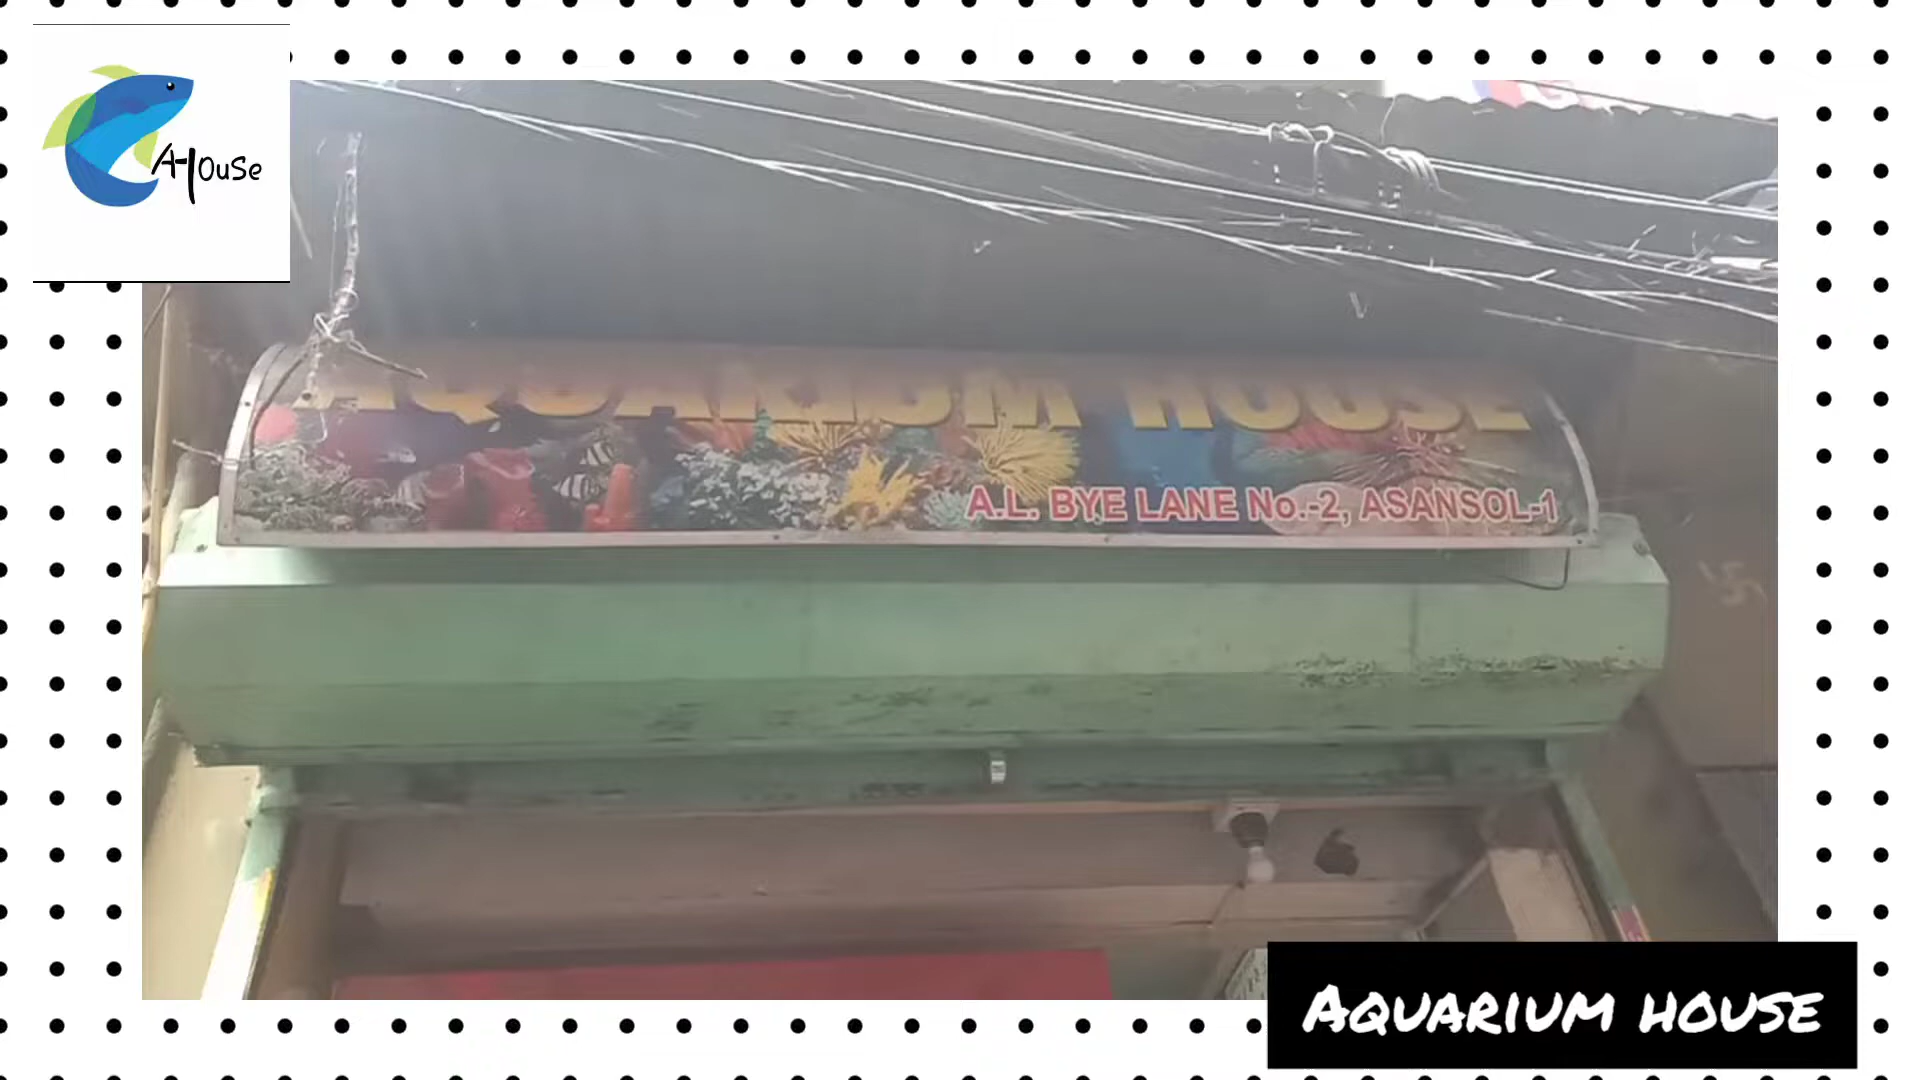 A-House
AQUARIUM HOUSE
A.L. BYE LANE No.-2, ASANSOL-1
AQUARIUM HOUSE